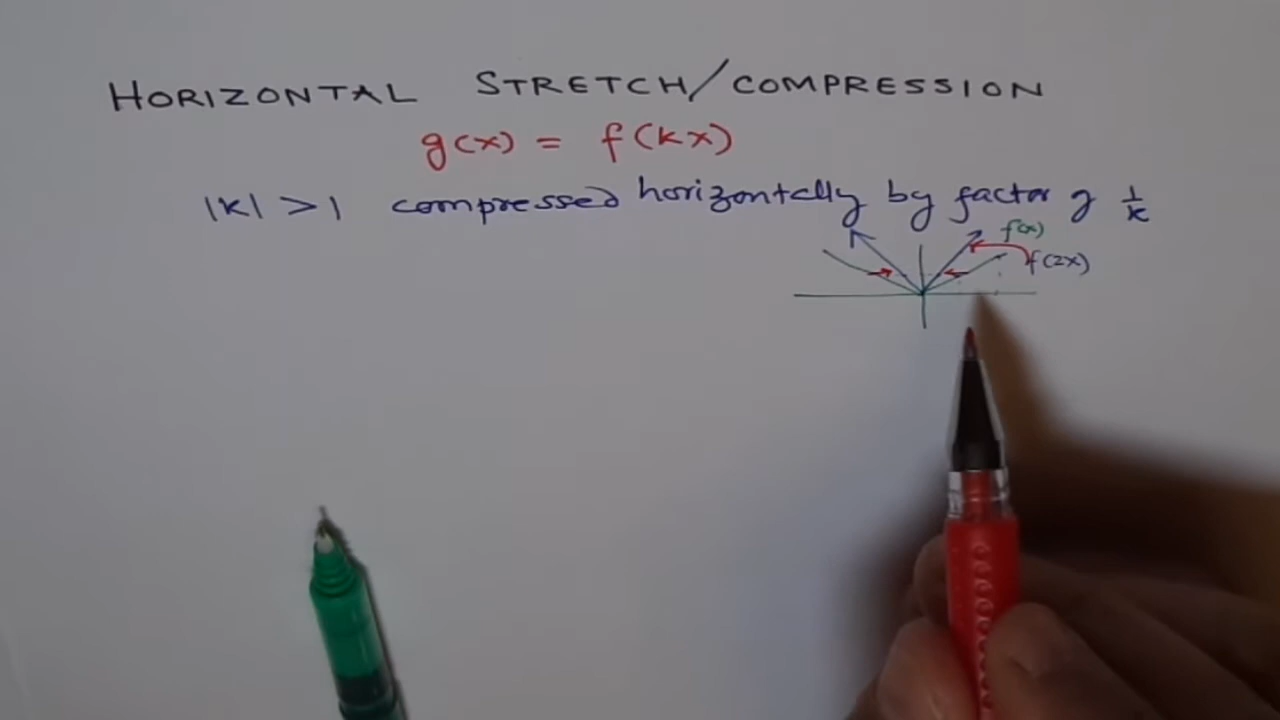 HORIZONTAL STRETCH/COMPRESSION
g(x) = f(kx)
|K| > 1 compressed horizontally by factor of 1/k
f(x)
f(2x)